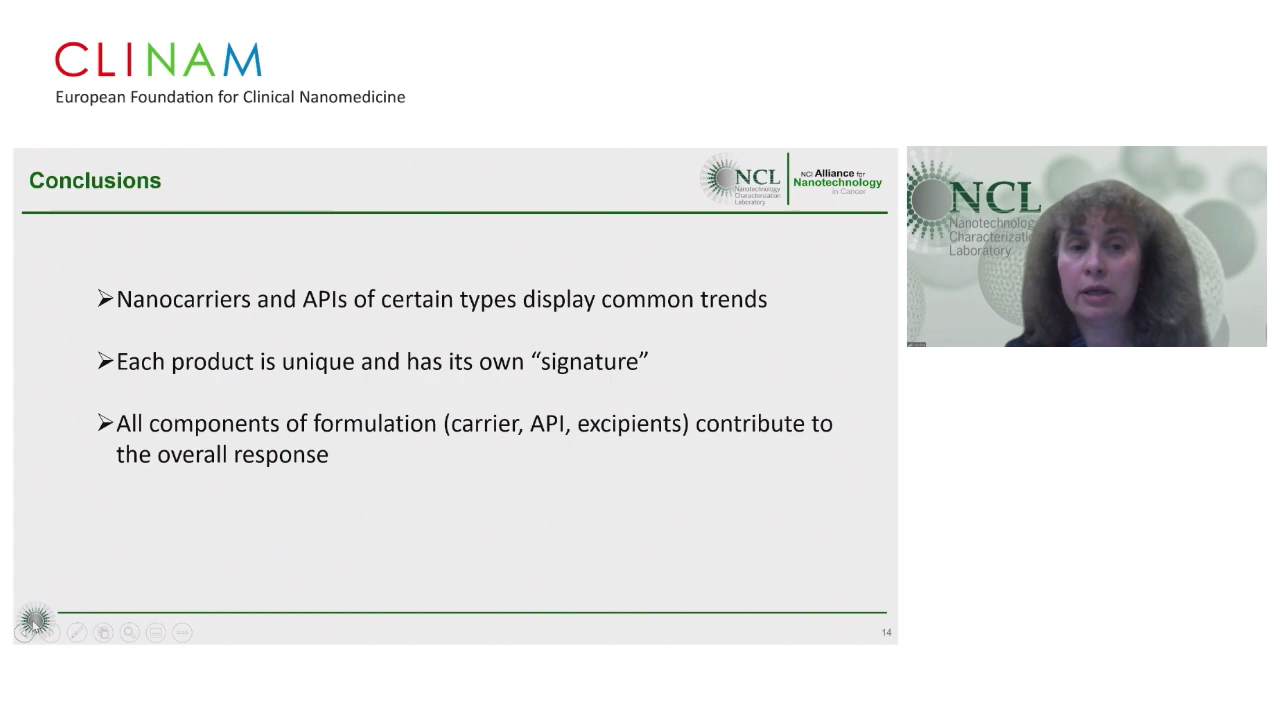 CLINAM
European Foundation for Clinical Nanomedicine
Conclusions
NCL
Nanotechnology
Characterization
Laboratory
NCI Alliance for
Nanotechnology
in Cancer
➢Nanocarriers and APIs of certain types display common trends
➢Each product is unique and has its own “signature”
➢All components of formulation (carrier, API, excipients) contribute to
the overall response
14
NCL
Nanotechnology
Characterizati
Laboratory